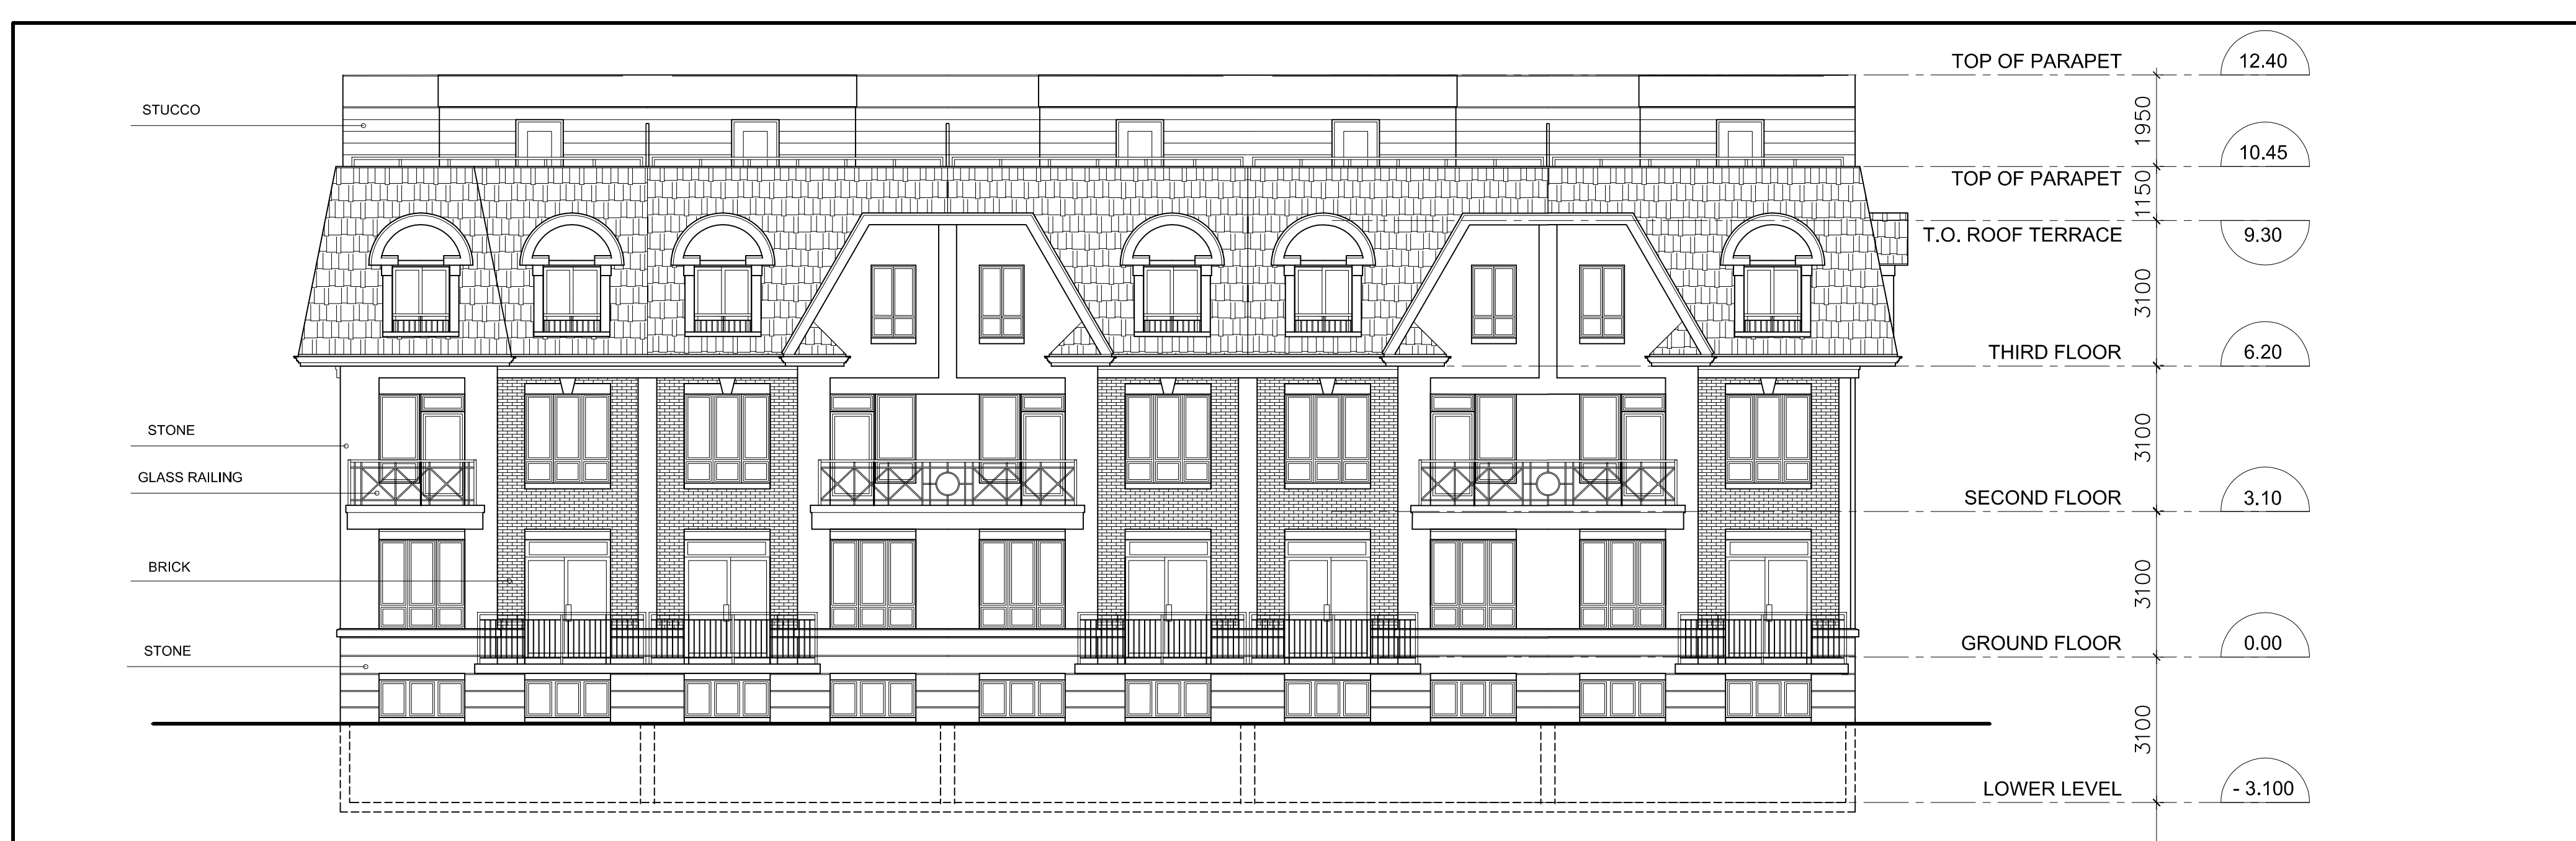 TOP OF PARAPET 12.40
STUCCO
1950
10.45
TOP OF PARAPET
1150
T.O. ROOF TERRACE 9.30
3100
THIRD FLOOR 6.20
STONE
3100
GLASS RAILING
SECOND FLOOR 3.10
BRICK
3100
GROUND FLOOR 0.00
STONE
3100
LOWER LEVEL - 3.100